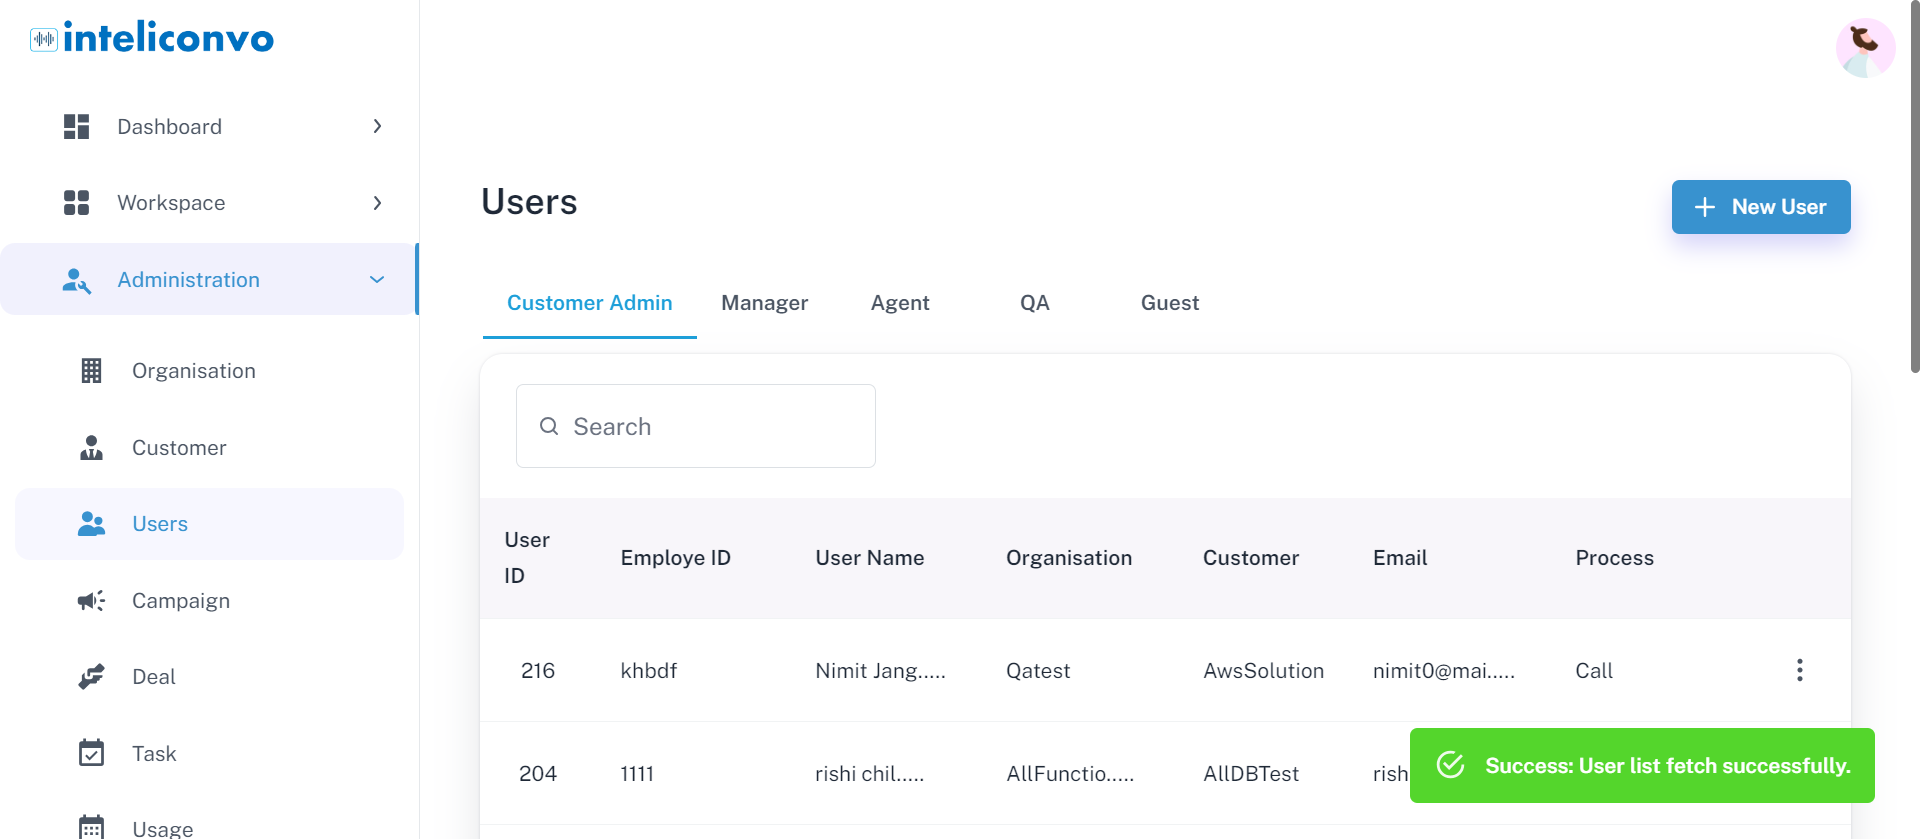 inteliconvo
Dashboard
Workspace
Administration
Organisation
Customer
Users
Campaign
Deal
Task
Usage
Users
New User
Customer Admin Manager Agent QA Guest
Search
User ID Employe ID User Name Organisation Customer Email Process
216 khbdf Nimit Jang..... Qatest AwsSolution nimit0@mai..... Call
204 1111 rishi chil..... AllFunctio..... AllDBTest rish
Success: User list fetch successfully.